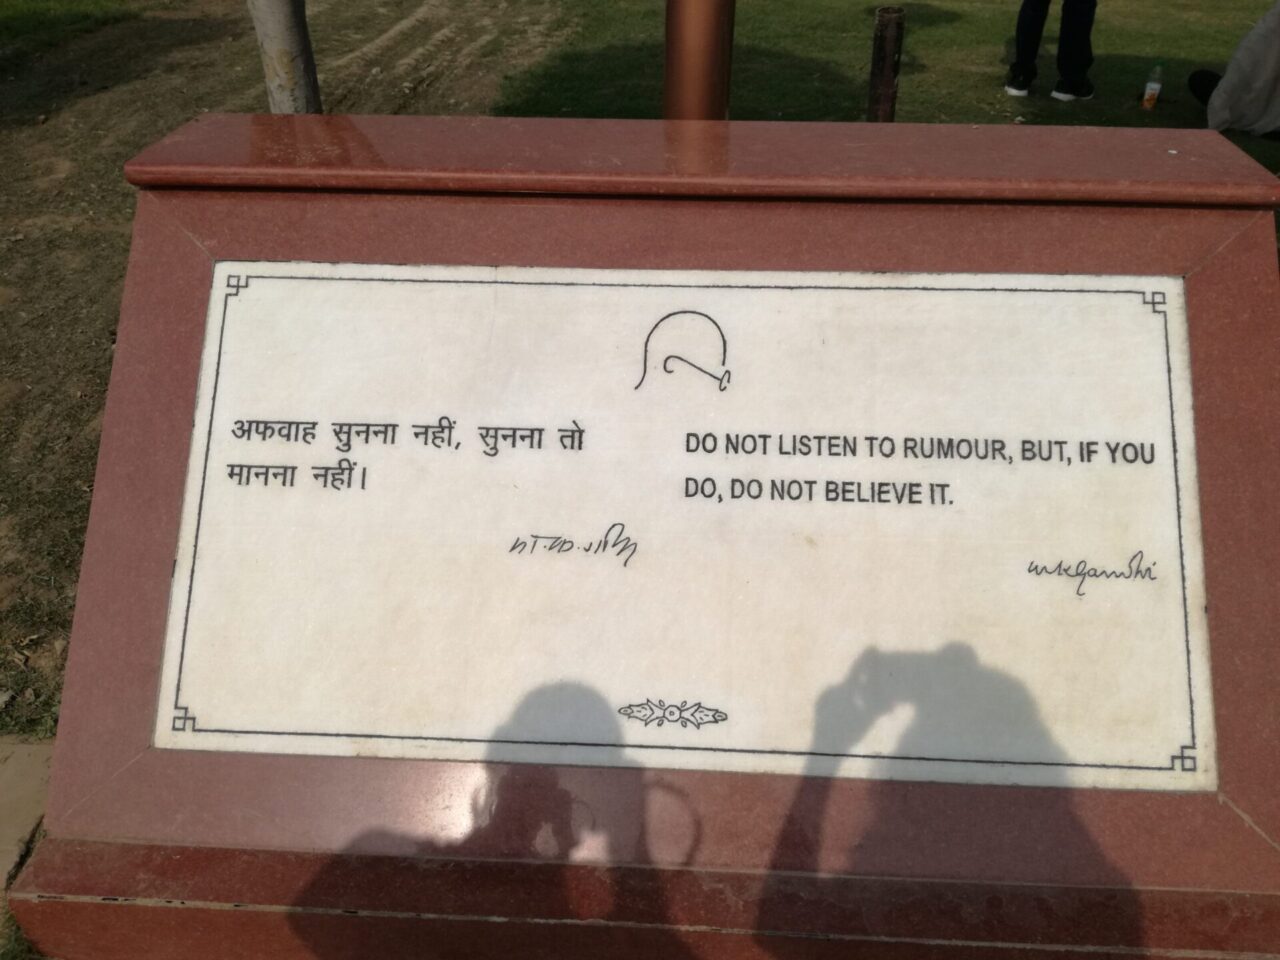 अफवाह सुनना नहीं, सुनना तो
मानना नहीं।
मो.क.गांधी
DO NOT LISTEN TO RUMOUR, BUT, IF YOU
DO, DO NOT BELIEVE IT.
mkgandhi